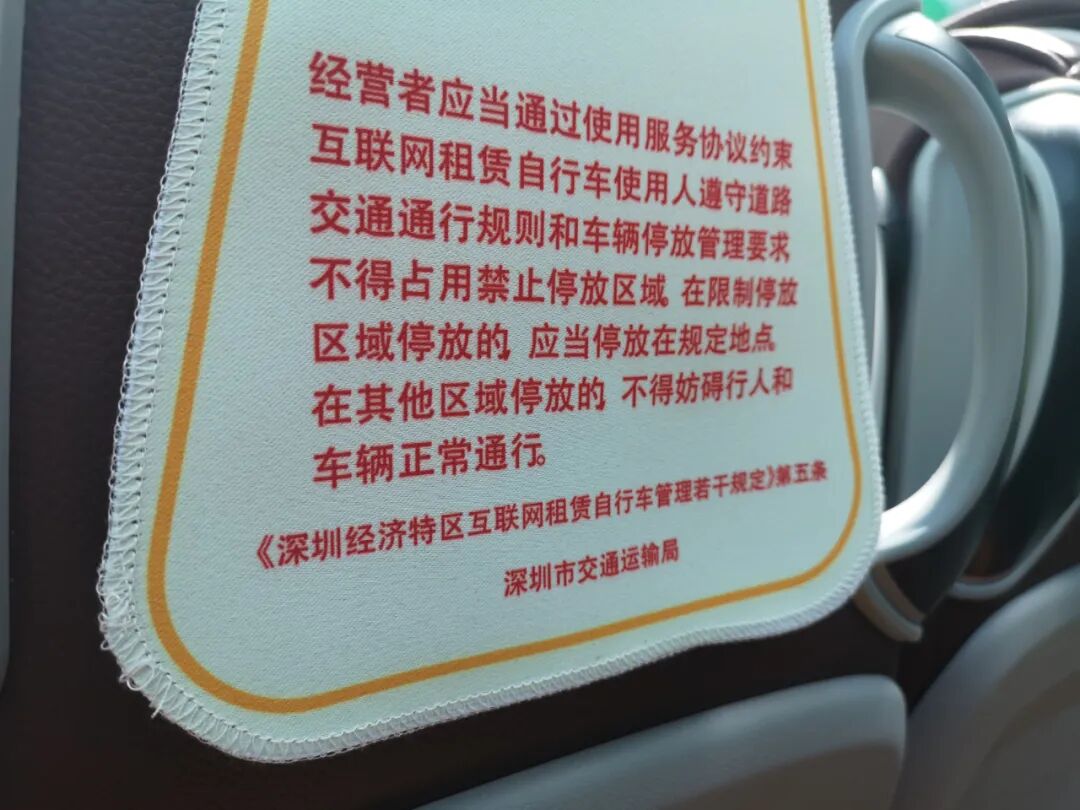 经营者应当通过使用服务协议约束
互联网租赁自行车使用人遵守道路
交通通行规则和车辆停放管理要求,
不得占用禁止停放区域。在限制停放
区域停放的,应当停放在规定地点。
在其他区域停放的,不得妨碍行人和
车辆正常通行。
《深圳经济特区互联网租赁自行车管理若干规定》第五条
深圳市交通运输局